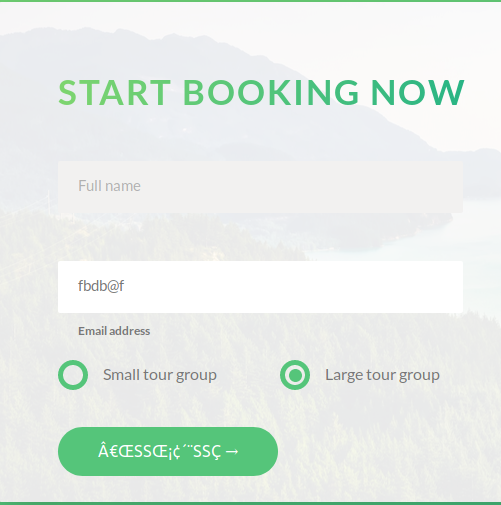 START BOOKING NOW
Full name
fbdb@f
Email address
Small tour group
Large tour group
Â€ŒSSŒ¡¢´¨SSÇ →